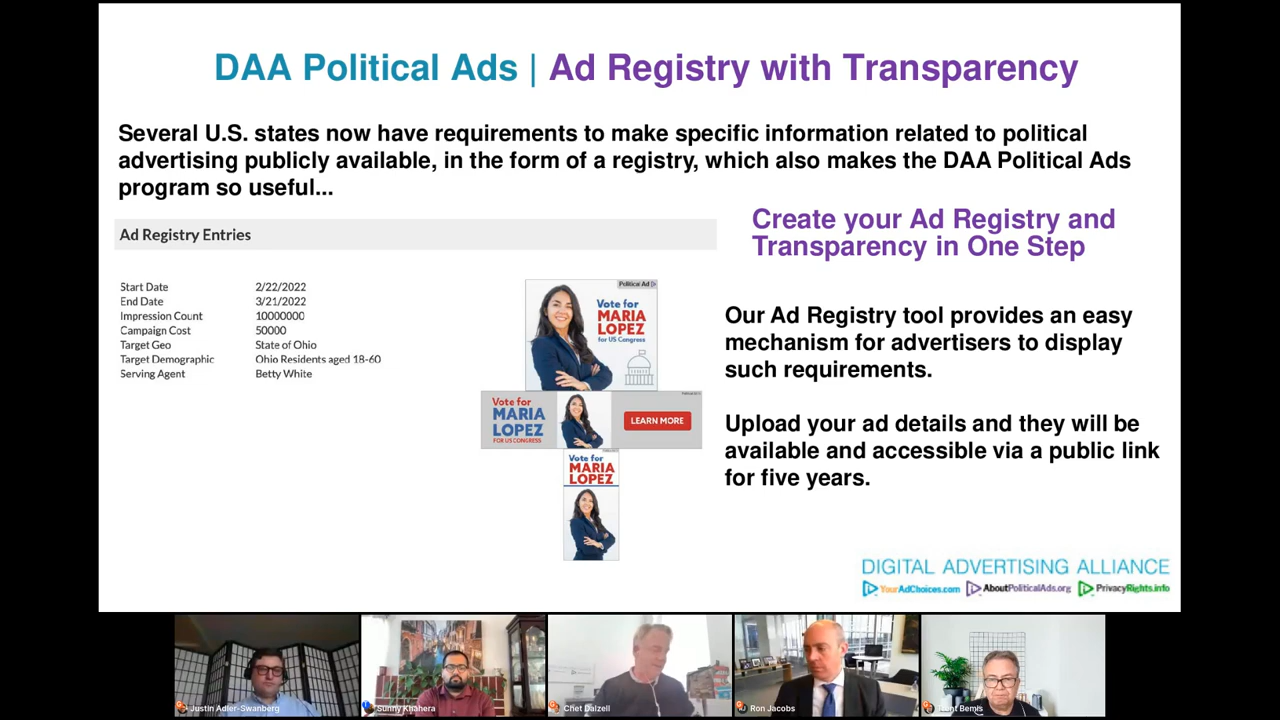 DAA Political Ads | Ad Registry with Transparency
Several U.S. states now have requirements to make specific information related to political
advertising publicly available, in the form of a registry, which also makes the DAA Political Ads
program so useful...
Ad Registry Entries
Start Date 2/22/2022
End Date 3/21/2022
Impression Count 10000000
Campaign Cost 50000
Target Geo State of Ohio
Target Demographic Ohio Residents aged 18-60
Serving Agent Betty White
Political Ad
Vote for
MARIA
LOPEZ
for US Congress
Vote for
MARIA
LOPEZ
FOR US CONGRESS
LEARN MORE
Vote for
MARIA
LOPEZ
Create your Ad Registry and
Transparency in One Step
Our Ad Registry tool provides an easy
mechanism for advertisers to display
such requirements.
Upload your ad details and they will be
available and accessible via a public link
for five years.
DIGITAL ADVERTISING ALLIANCE
YourAdChoices.com AboutPoliticalAds.org PrivacyRights.info
Justin Adler-Swanberg
Sunny Khahera
Chet Dalzell
Ron Jacobs
Bemis